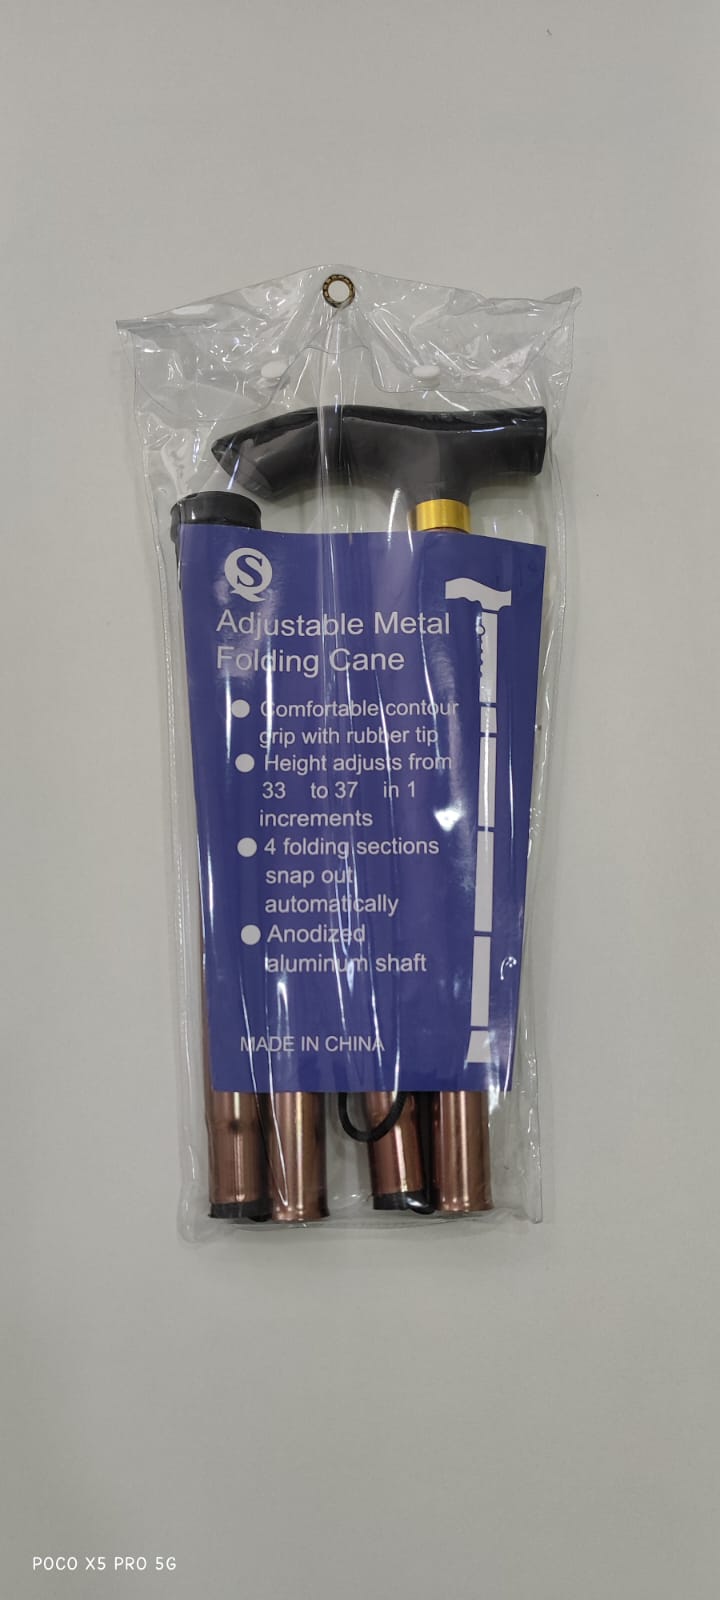 SQ
Adjustable Metal
Folding Cane
Comfortable contour
grip with rubber tip
Height adjusts from
33 to 37 in 1
increments
4 folding sections
snap out
automatically
Anodized
aluminum shaft
MADE IN CHINA
POCO X5 PRO 5G